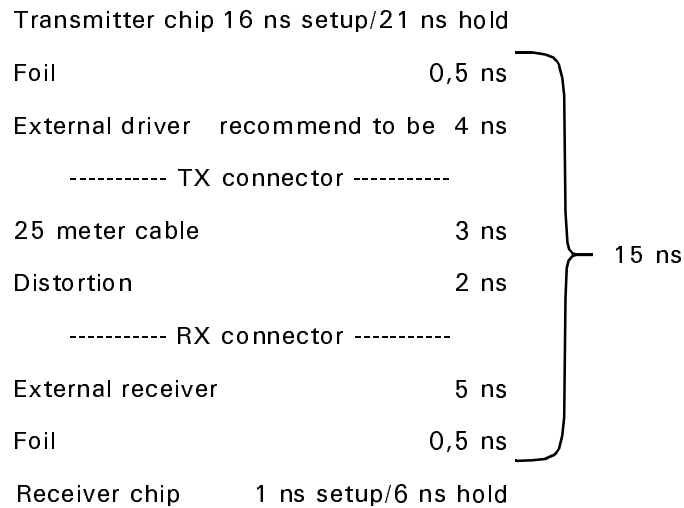 Transmitter chip 16 ns setup/21 ns hold
Foil 0,5 ns
External driver recommend to be 4 ns
----------- TX connector -----------
25 meter cable 3 ns
15 ns
Distortion 2 ns
----------- RX connector -----------
External receiver 5 ns
Foil 0,5 ns
Receiver chip 1 ns setup/6 ns hold